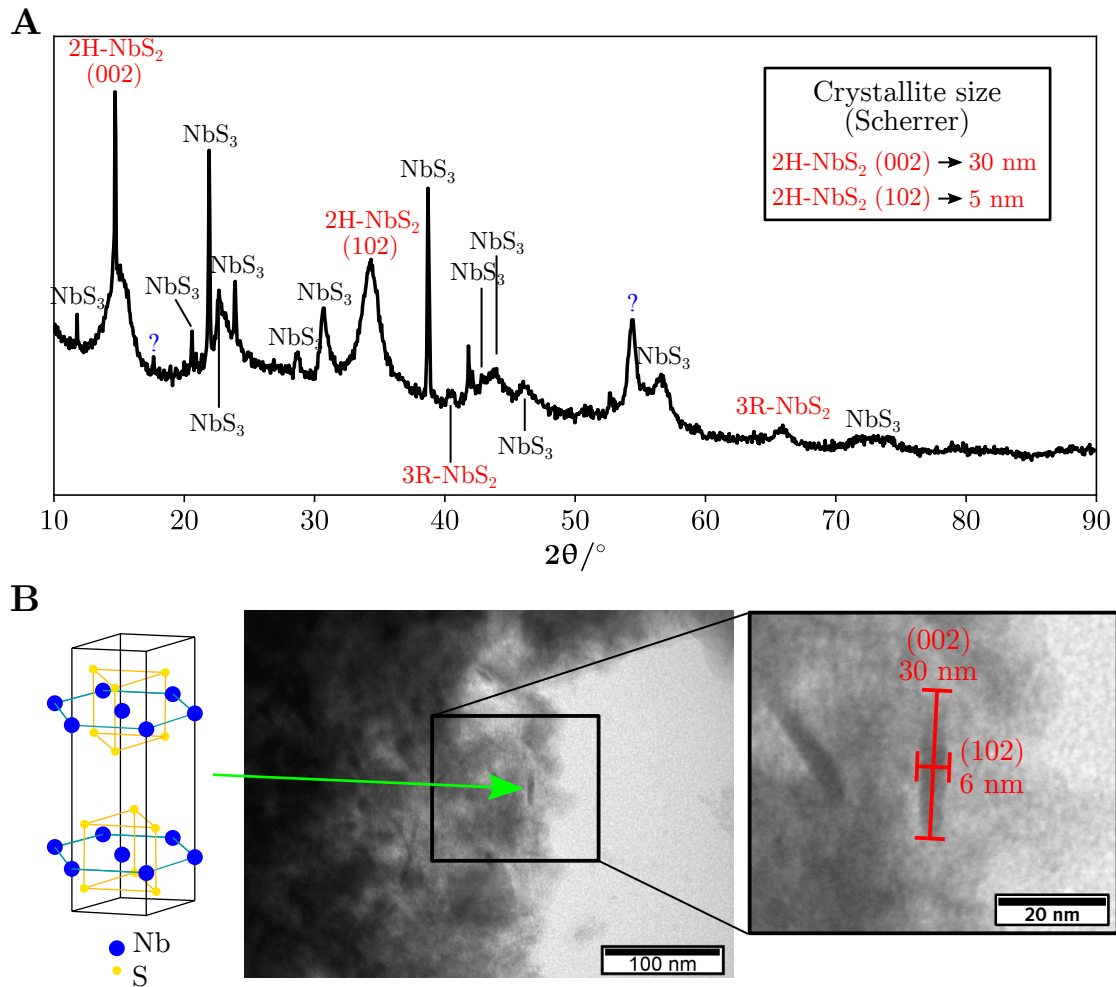 A
2H-NbS₂
(002)
NbS₃
NbS₃
NbS₃
?
NbS₃
NbS₃
NbS₃
NbS₃
NbS₃
2H-NbS₂
(102)
NbS₃
3R-NbS₂
NbS₃
NbS₃
NbS₃
?
NbS₃
3R-NbS₂
NbS₃
Crystallite size
(Scherrer)
2H-NbS₂ (002) → 30 nm
2H-NbS₂ (102) → 5 nm
10 20 30 40 50 60 70 80 90
2θ/°
B
Nb
S
100 nm
(002)
30 nm
(102)
6 nm
20 nm